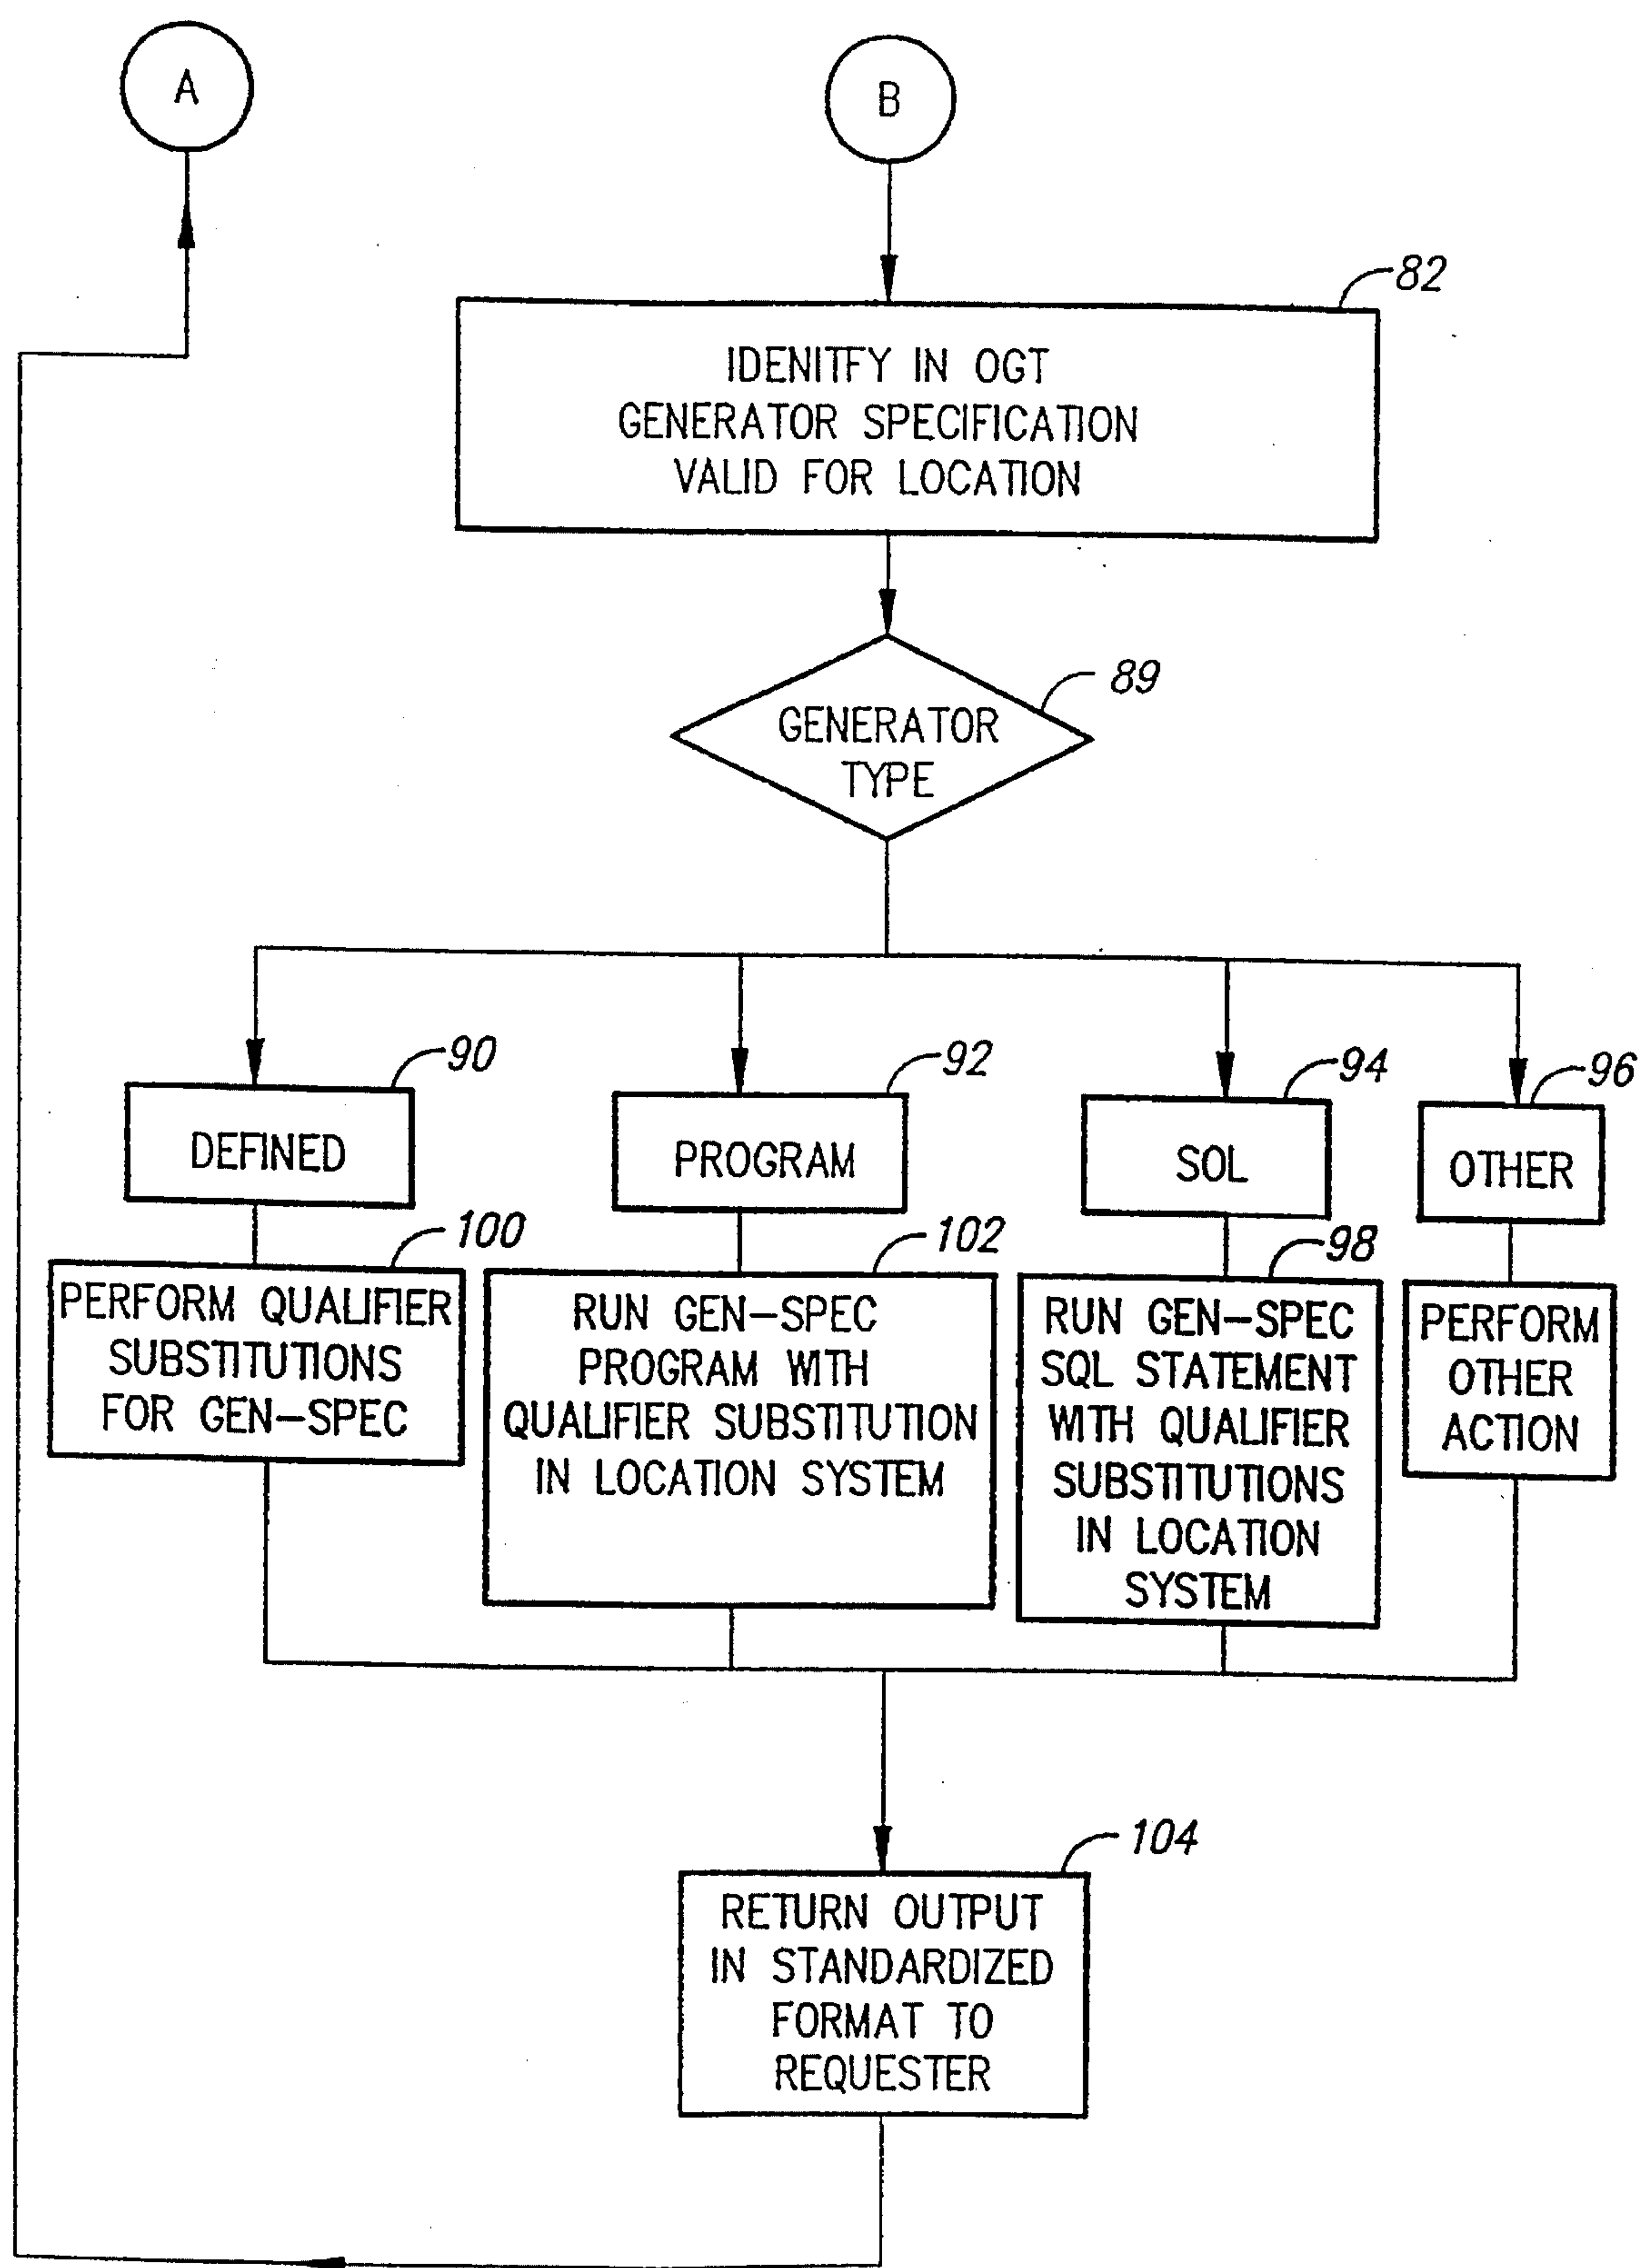 A
B
82
IDENITFY IN OGT
GENERATOR SPECIFICATION
VALID FOR LOCATION
89
GENERATOR
TYPE
90
92
94
96
DEFINED
PROGRAM
SOL
OTHER
100
102
98
PERFORM QUALIFIER
SUBSTITUTIONS
FOR GEN-SPEC
RUN GEN-SPEC
PROGRAM WITH
QUALIFIER SUBSTITUTION
IN LOCATION SYSTEM
RUN GEN-SPEC
SQL STATEMENT
WITH QUALIFIER
SUBSTITUTIONS
IN LOCATION
SYSTEM
PERFORM
OTHER
ACTION
104
RETURN OUTPUT
IN STANDARDIZED
FORMAT TO
REQUESTER